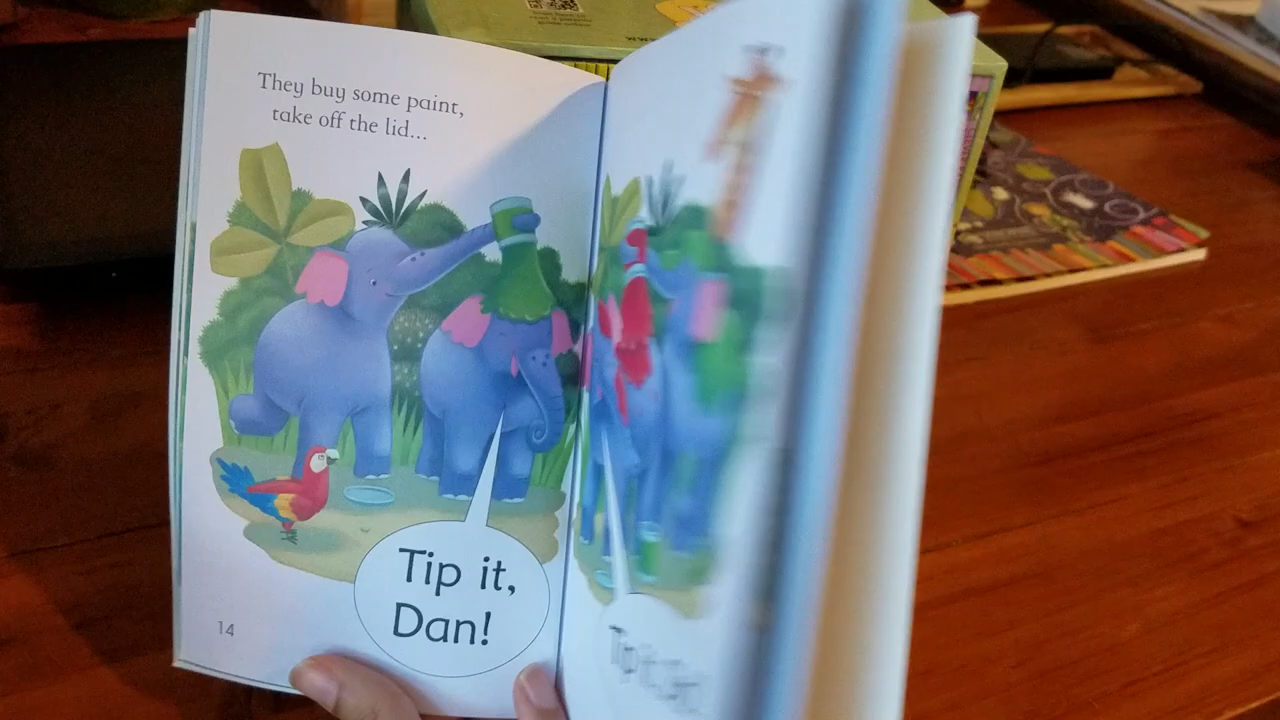 They buy some paint,
take off the lid...
Tip it,
Dan!
14